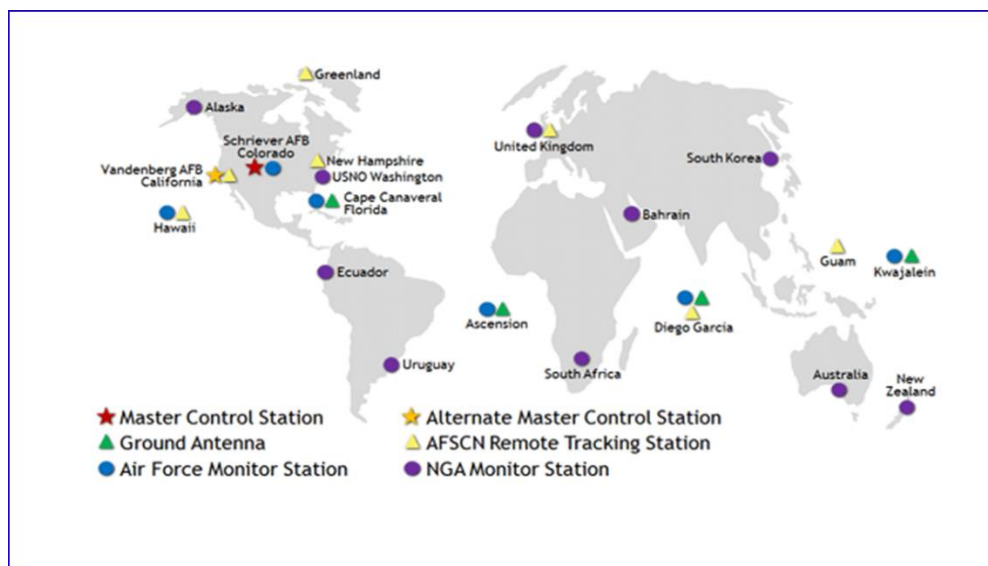 Greenland
Alaska
Schriever AFB
Colorado
New Hampshire
Vandenberg AFB
California
USNO Washington
Cape Canaveral
Florida
Hawaii
United Kingdom
South Korea
Bahrain
Guam
Kwajalein
Ecuador
Ascension
Diego Garcia
Uruguay
South Africa
Australia
New
Zealand
Master Control Station
Alternate Master Control Station
Ground Antenna
AFSCN Remote Tracking Station
Air Force Monitor Station
NGA Monitor Station